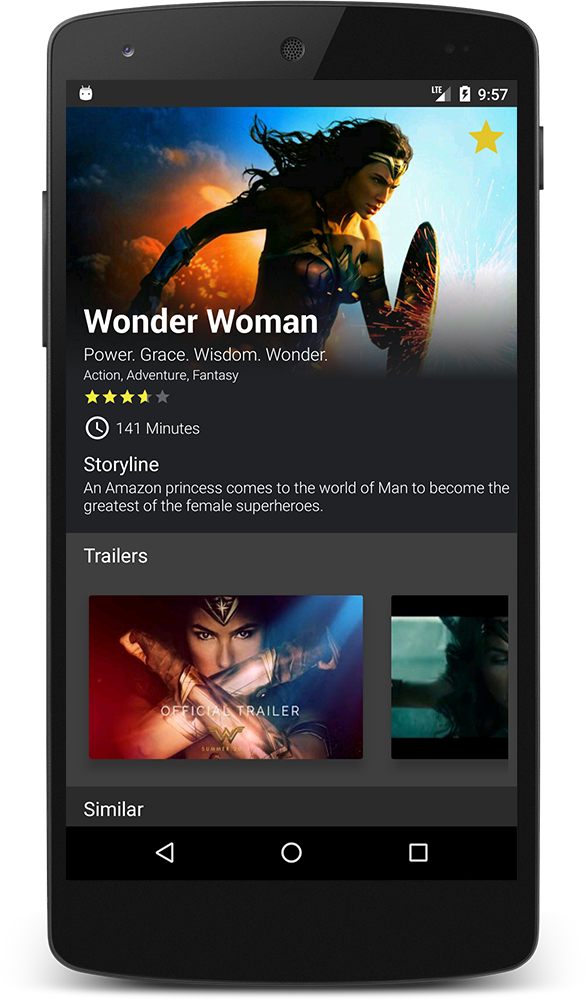 LTE 9:57
Wonder Woman
Power. Grace. Wisdom. Wonder.
Action, Adventure, Fantasy
141 Minutes
Storyline
An Amazon princess comes to the world of Man to become the
greatest of the female superheroes.
Trailers
OFFICIAL TRAILER
SUMMER
Similar